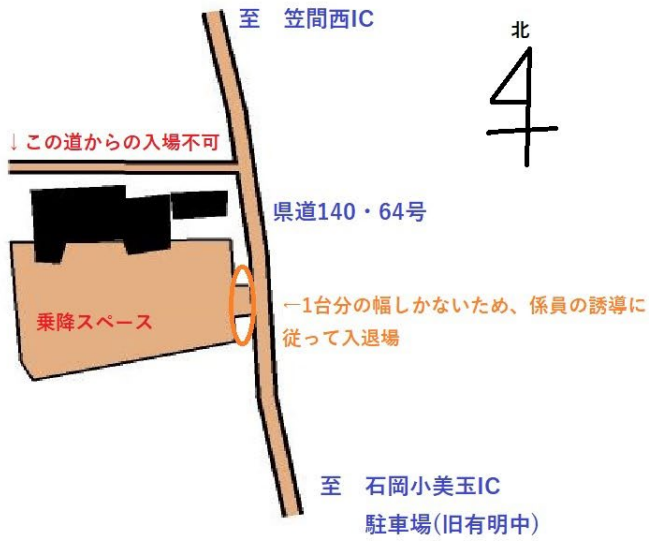 至　笠間西IC
北
↓この道からの入場不可
県道140・64号
←1台分の幅しかないため、係員の誘導に
従って入退場
乗降スペース
至　石岡小美玉IC
駐車場(旧有明中)